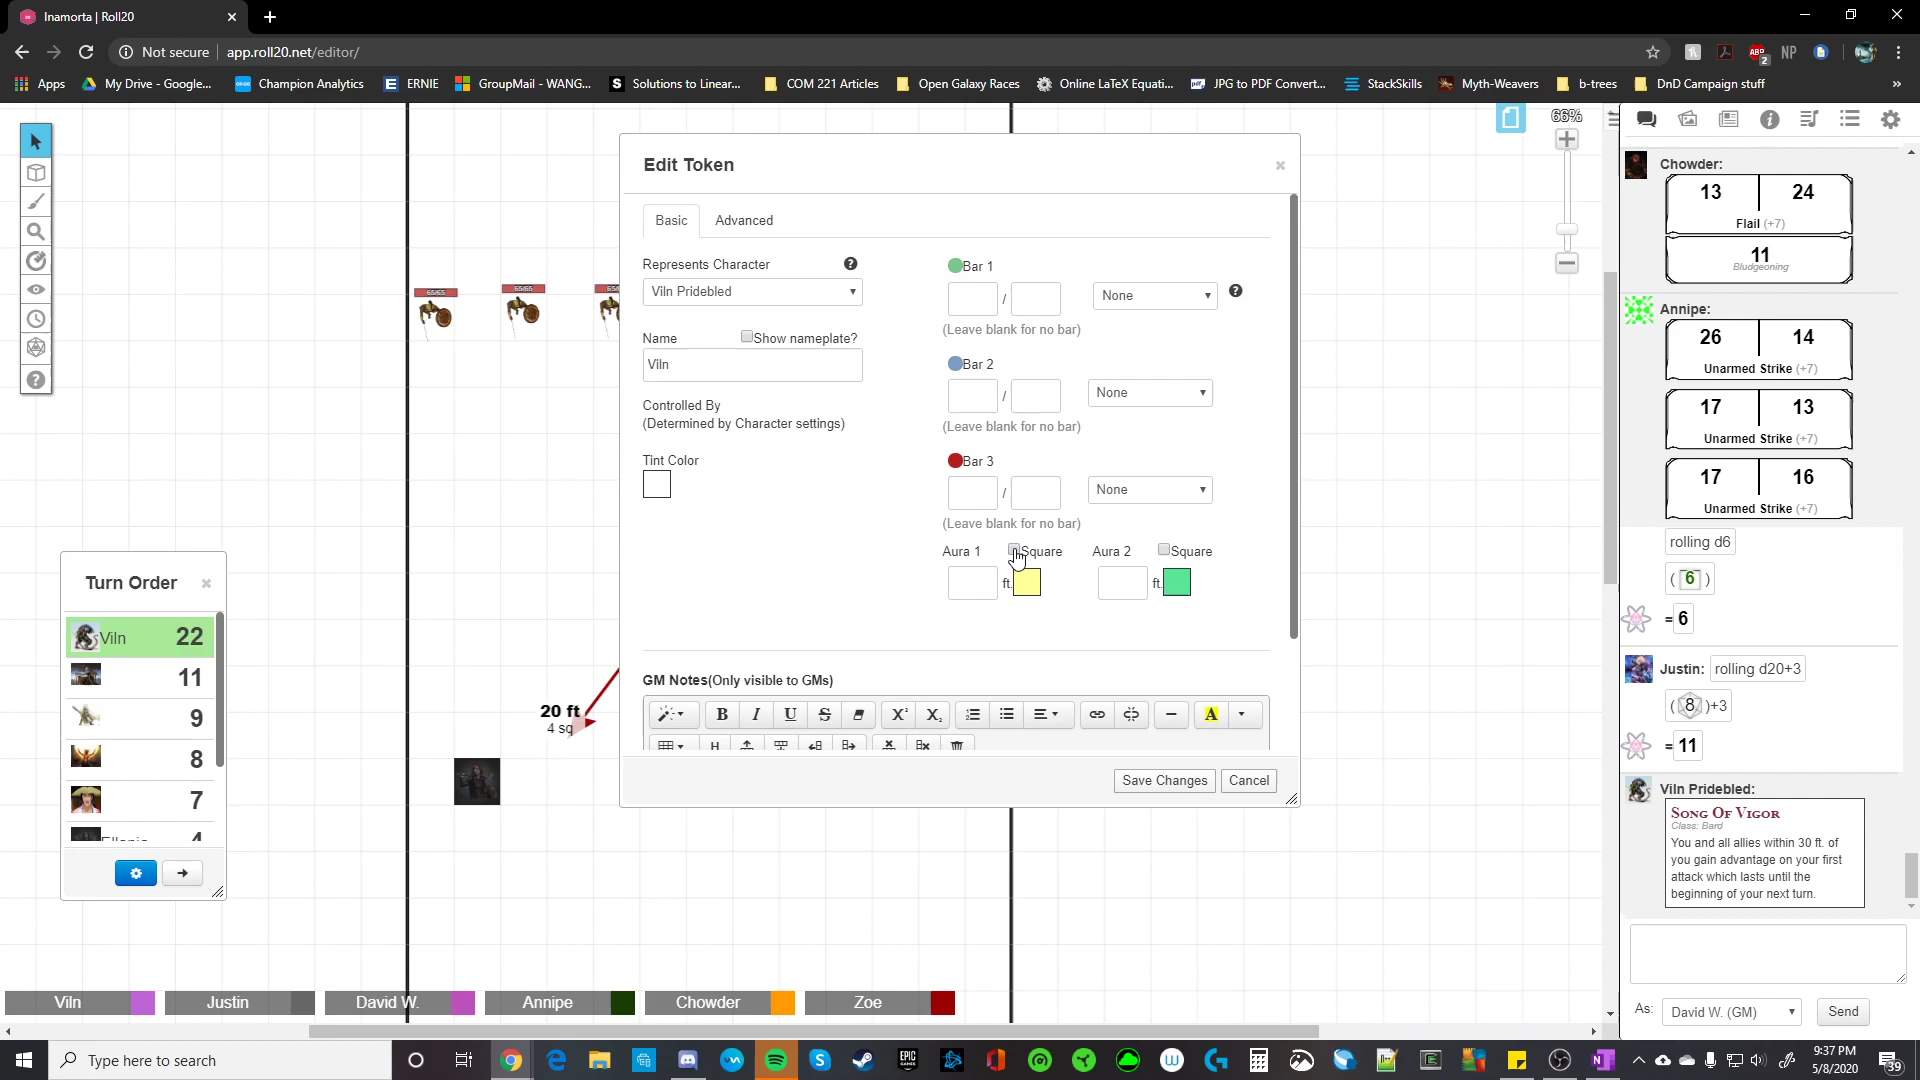 Inamorta | Roll20
Not secure
app.roll20.net/editor/
ABP
2
NP
Apps
My Drive - Google...
Champion Analytics
ERNIE
GroupMail - WANG...
Solutions to Linear...
COM 221 Articles
Open Galaxy Races
Online LaTeX Equati...
JPG to PDF Convert...
StackSkills
Myth-Weavers
b-trees
DnD Campaign stuff
»
66%
Edit Token
Basic
Advanced
Represents Character
Viln Pridebled
Name
Show nameplate?
Viln
Controlled By
(Determined by Character settings)
Tint Color
Bar 1
/
None
(Leave blank for no bar)
Bar 2
/
None
(Leave blank for no bar)
Bar 3
/
None
(Leave blank for no bar)
Aura 1
Square
Aura 2
Square
ft.
ft.
GM Notes(Only visible to GMs)
B I U S
Save Changes
Cancel
65/65
65/65
20 ft
4 sq
Turn Order
Viln 22
11
9
8
7
Chowder:
13 24
Flail (+7)
11
Bludgeoning
Annipe:
26 14
Unarmed Strike (+7)
17 13
Unarmed Strike (+7)
17 16
Unarmed Strike (+7)
rolling d6
( 6 )
=6
Justin: rolling d20+3
(8)+3
=11
Viln Pridebled:
Song Of Vigor
Class: Bard
You and all allies within 30 ft. of
you gain advantage on your first
attack which lasts until the
beginning of your next turn.
As:
David W. (GM)
Send
Viln
Justin
David W.
Annipe
Chowder
Zoe
Type here to search
EPIC GAMES
9:37 PM
5/8/2020
39